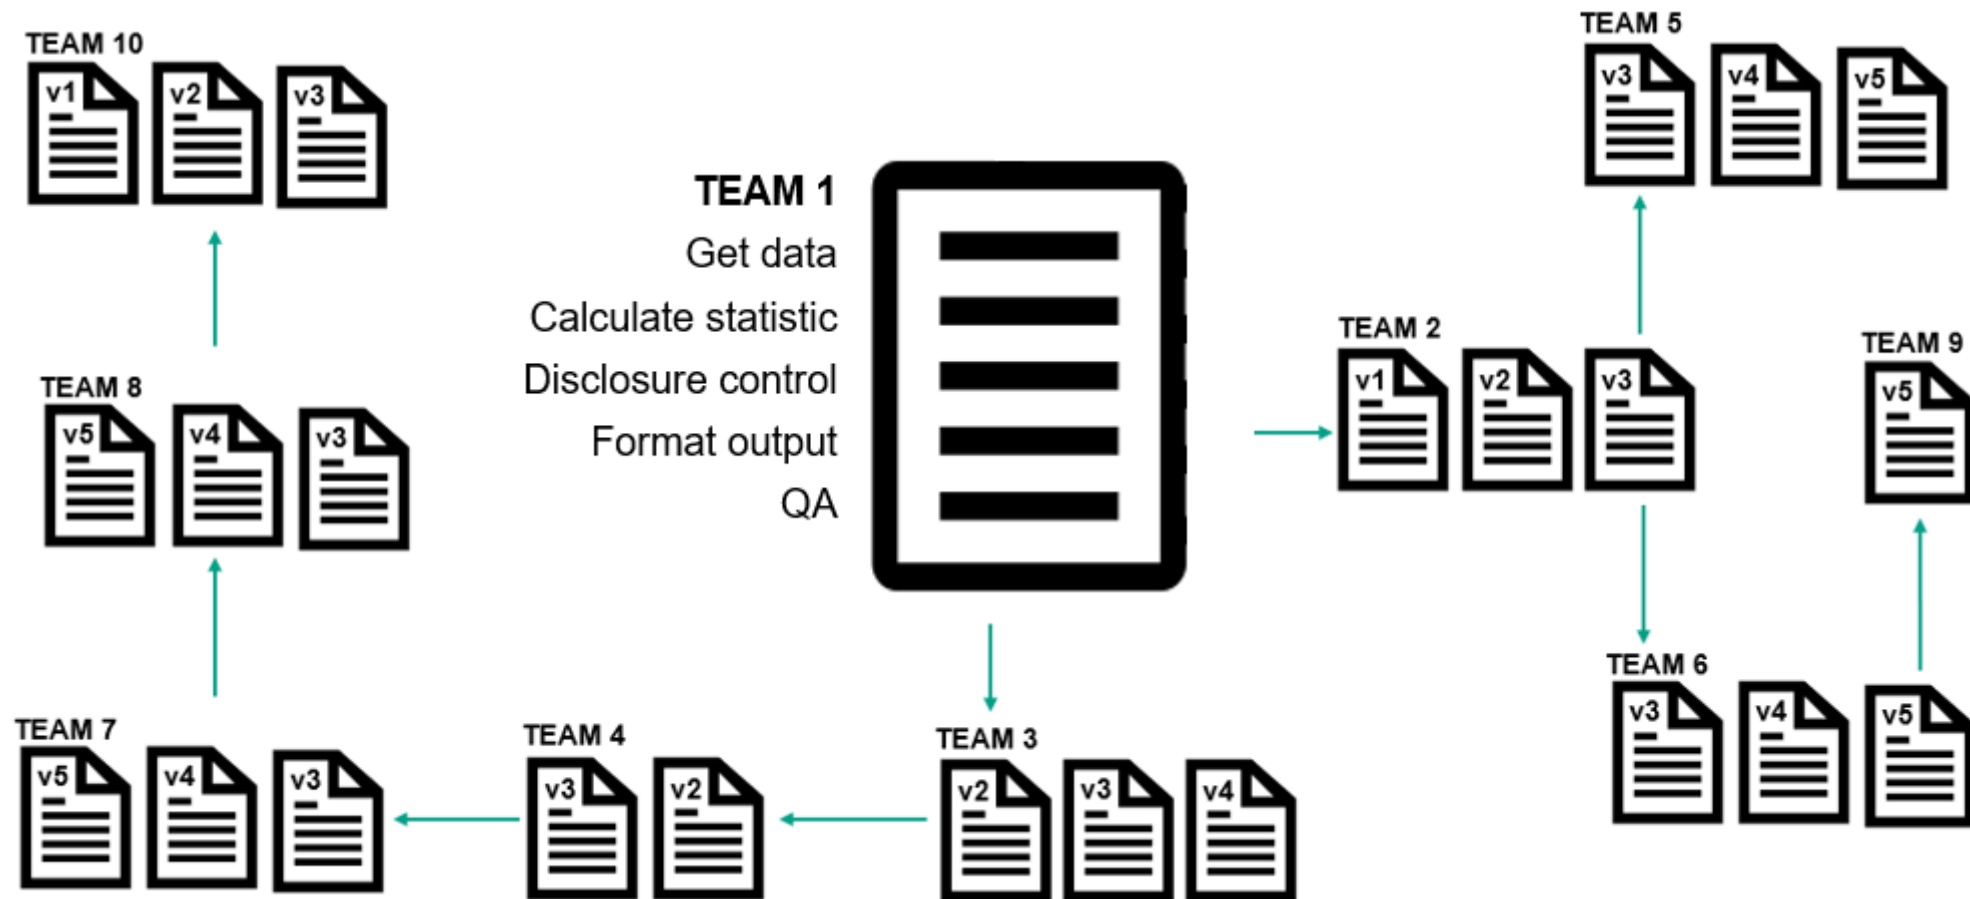 TEAM 10
v1
v2
v3
TEAM 8
v5
v4
v3
TEAM 7
v5
v4
v3
TEAM 1
Get data
Calculate statistic
Disclosure control
Format output
QA
TEAM 4
v3
v2
TEAM 3
v2
v3
v4
TEAM 2
v1
v2
v3
TEAM 5
v3
v4
v5
TEAM 9
v5
TEAM 6
v3
v4
v5